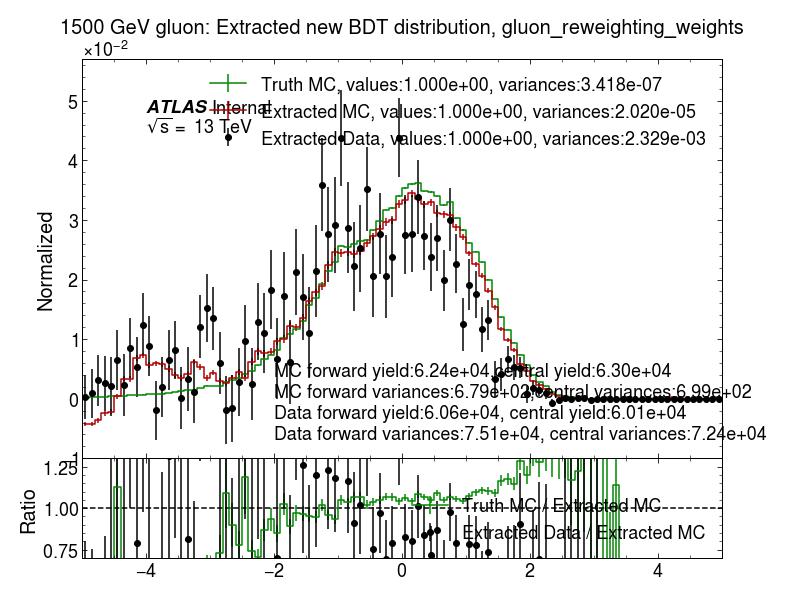 1500 GeV gluon: Extracted new BDT distribution, gluon_reweighting_weights
×10⁻²
Truth MC, values:1.000e+00, variances:3.418e-07
ATLAS Internal
Extracted MC, values:1.000e+00, variances:2.020e-05
√s = 13 TeV
Extracted Data, values:1.000e+00, variances:2.329e-03
5
4
3
2
1
0
Normalized
MC forward yield:6.24e+04,central yield:6.30e+04
MC forward variances:6.79e+02,central variances:6.99e+02
Data forward yield:6.06e+04, central yield:6.01e+04
Data forward variances:7.51e+04, central variances:7.24e+04
1
1.25
1.00
0.75
Ratio
Truth MC / Extracted MC
Extracted Data / Extracted MC
−4 −2 0 2 4